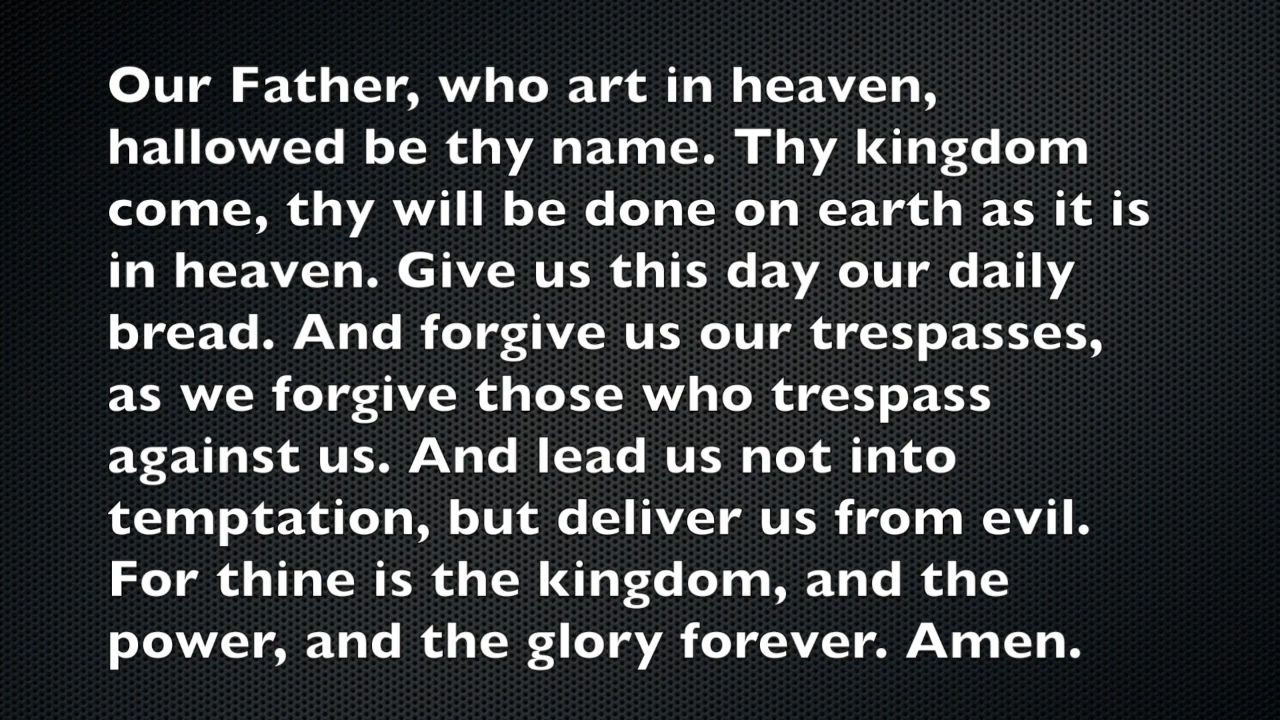 Our Father, who art in heaven,
hallowed be thy name. Thy kingdom
come, thy will be done on earth as it is
in heaven. Give us this day our daily
bread. And forgive us our trespasses,
as we forgive those who trespass
against us. And lead us not into
temptation, but deliver us from evil.
For thine is the kingdom, and the
power, and the glory forever. Amen.